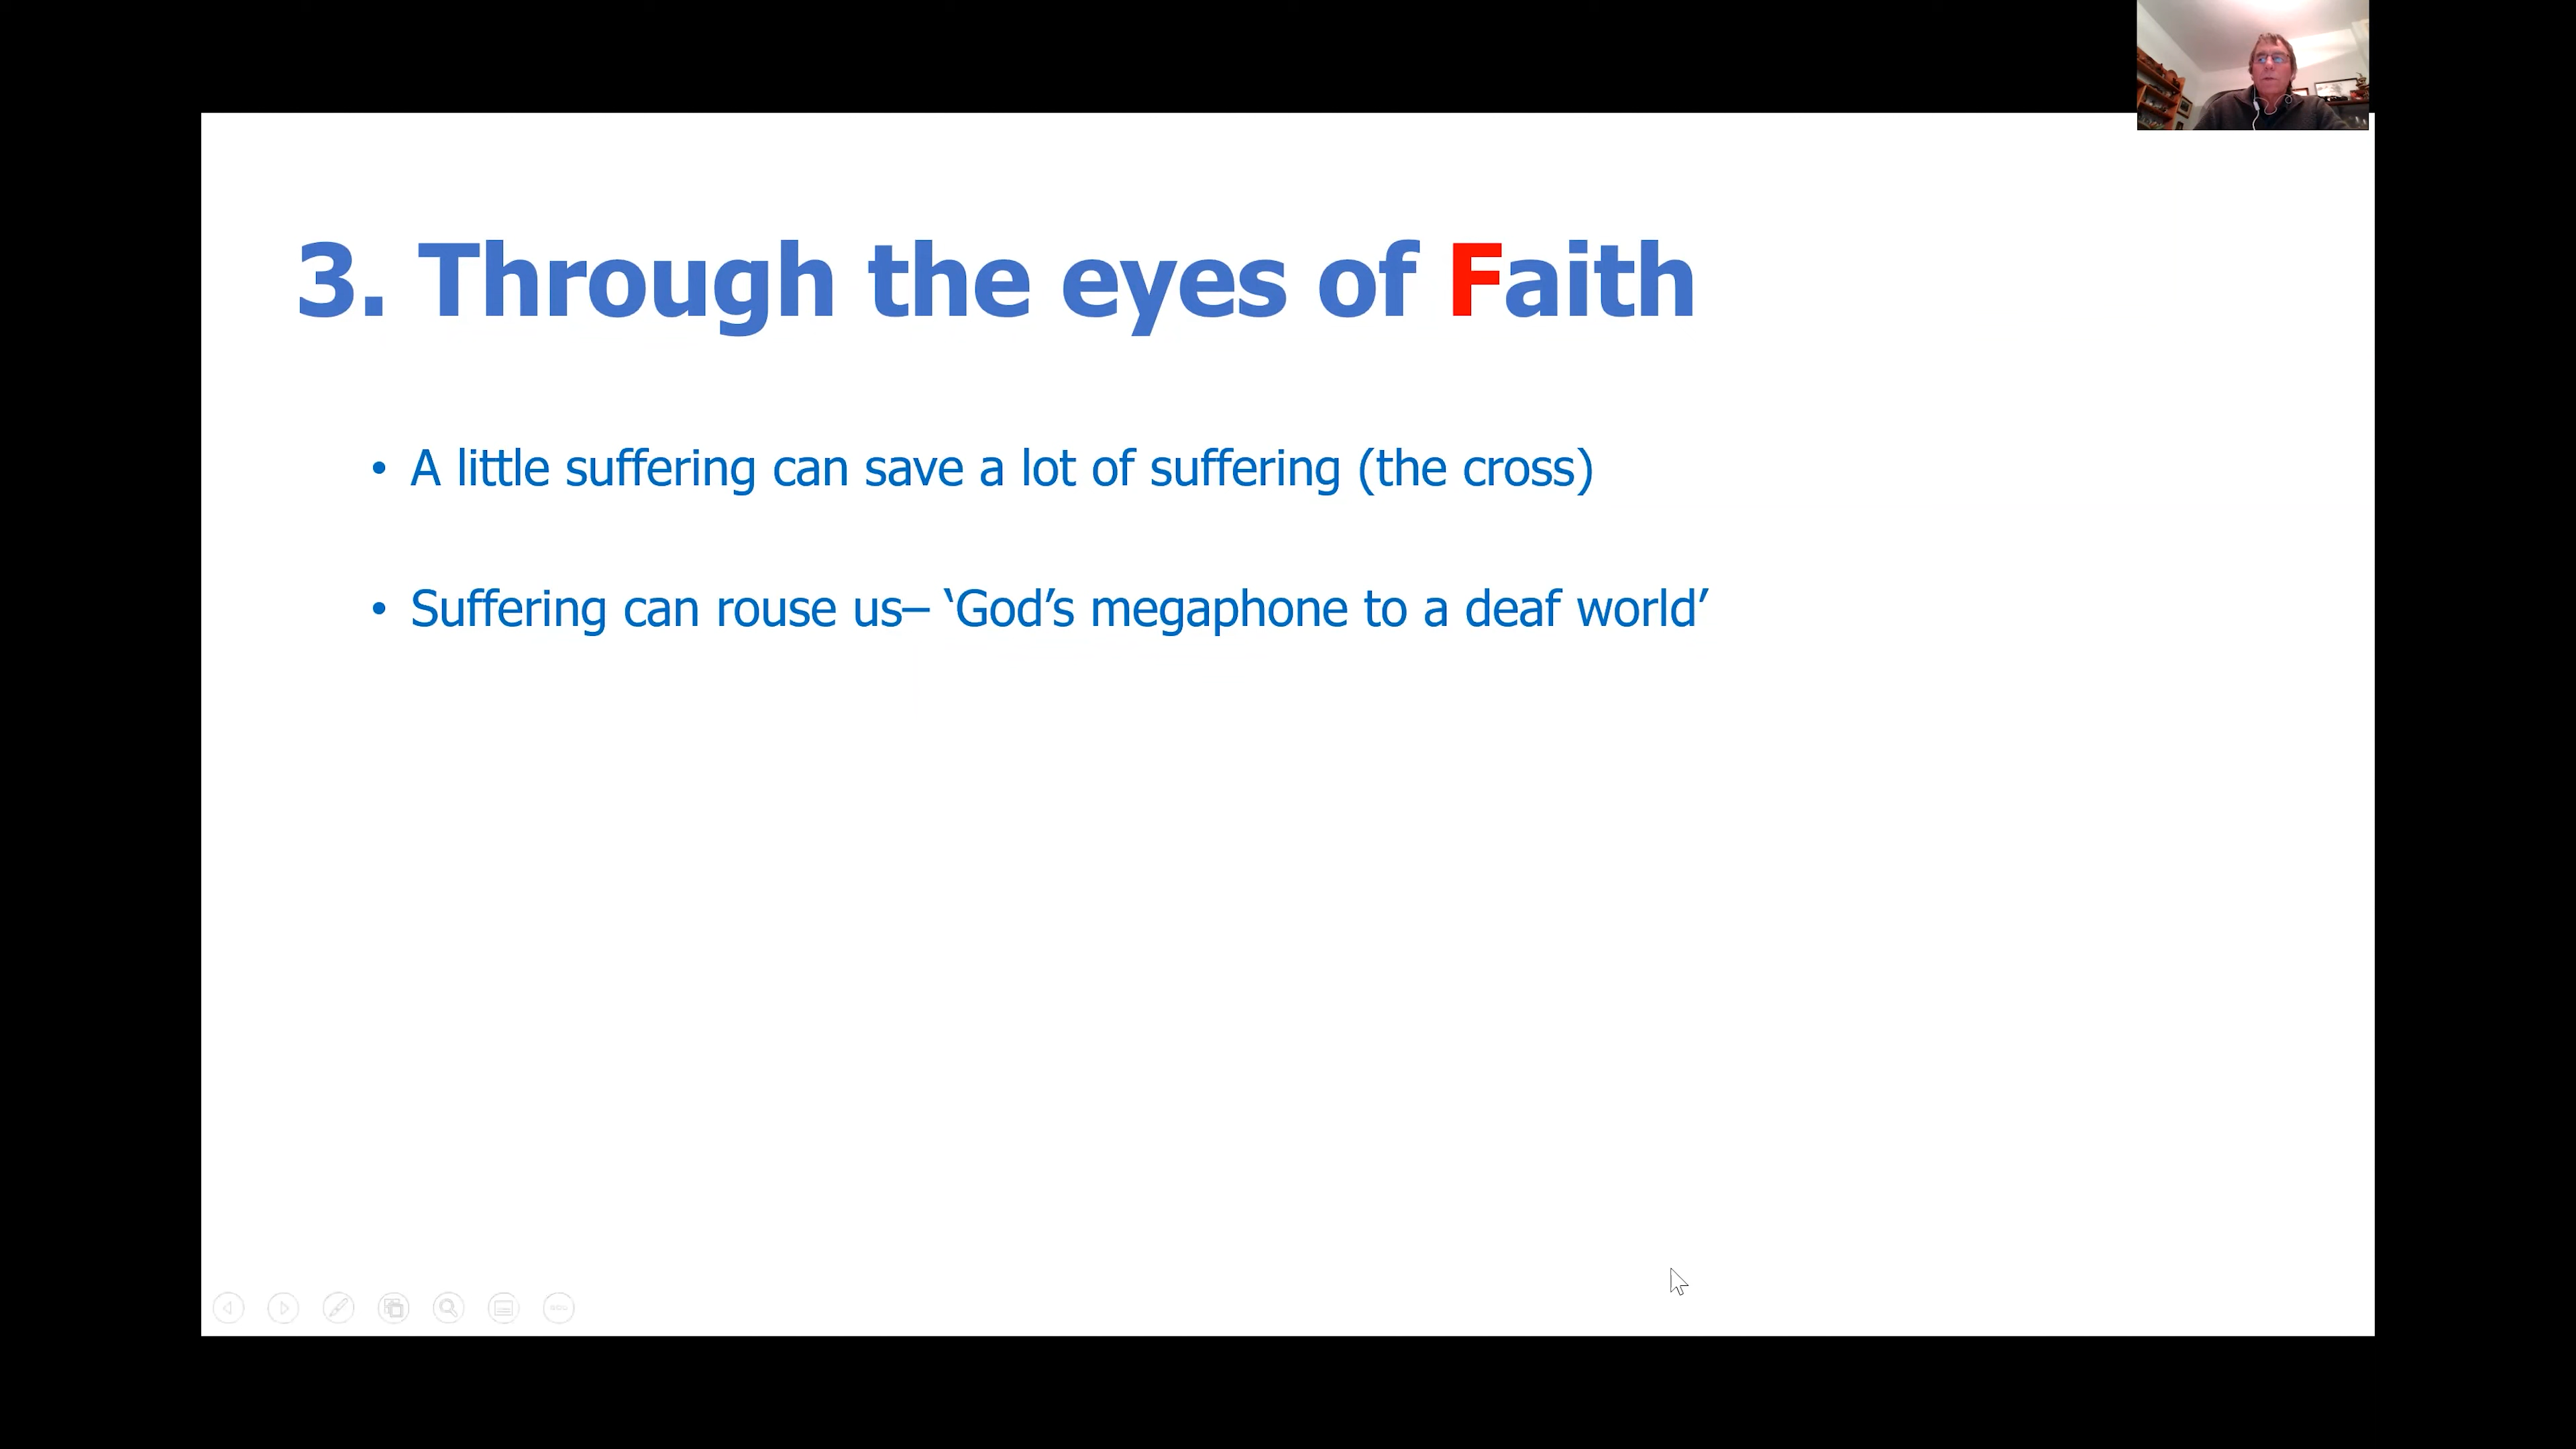 3. Through the eyes of Faith
• A little suffering can save a lot of suffering (the cross)
• Suffering can rouse us– ‘God’s megaphone to a deaf world’